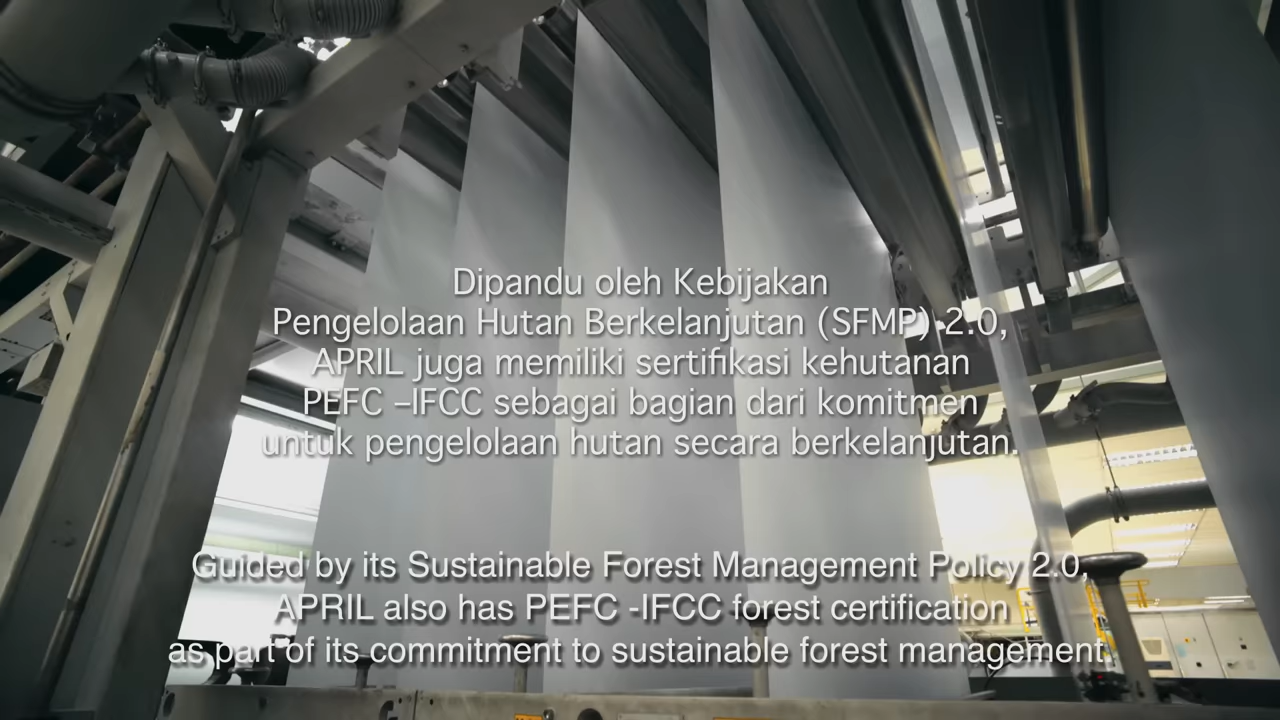 Dipandu oleh Kebijakan
Pengelolaan Hutan Berkelanjutan (SFMP) 2.0,
APRIL juga memiliki sertifikasi kehutanan
PEFC –IFCC sebagai bagian dari komitmen
untuk pengelolaan hutan secara berkelanjutan.
Guided by its Sustainable Forest Management Policy 2.0,
APRIL also has PEFC -IFCC forest certification
as part of its commitment to sustainable forest management.